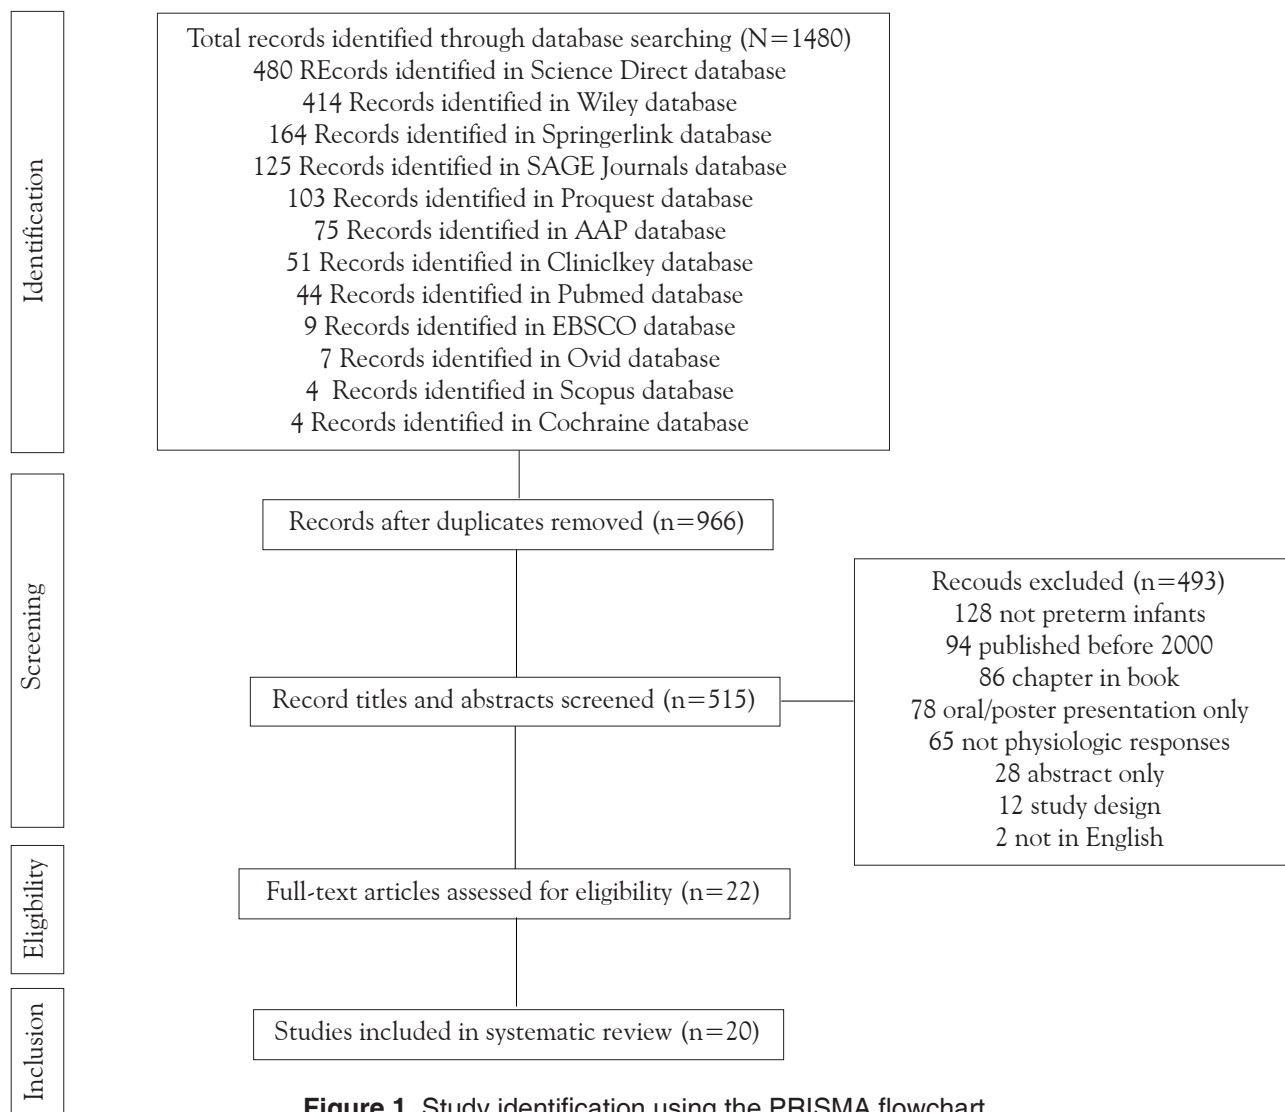 Identification
Total records identified through database searching (N=1480)
480 REcords identified in Science Direct database
414 Records identified in Wiley database
164 Records identified in Springerlink database
125 Records identified in SAGE Journals database
103 Records identified in Proquest database
75 Records identified in AAP database
51 Records identified in Cliniclkey database
44 Records identified in Pubmed database
9 Records identified in EBSCO database
7 Records identified in Ovid database
4 Records identified in Scopus database
4 Records identified in Cochraine database
Screening
Records after duplicates removed (n=966)
Record titles and abstracts screened (n=515)
Recouds excluded (n=493)
128 not preterm infants
94 published before 2000
86 chapter in book
78 oral/poster presentation only
65 not physiologic responses
28 abstract only
12 study design
2 not in English
Eligibility
Full-text articles assessed for eligibility (n=22)
Inclusion
Studies included in systematic review (n=20)
Figure 1. Study identification using the PRISMA flowchart